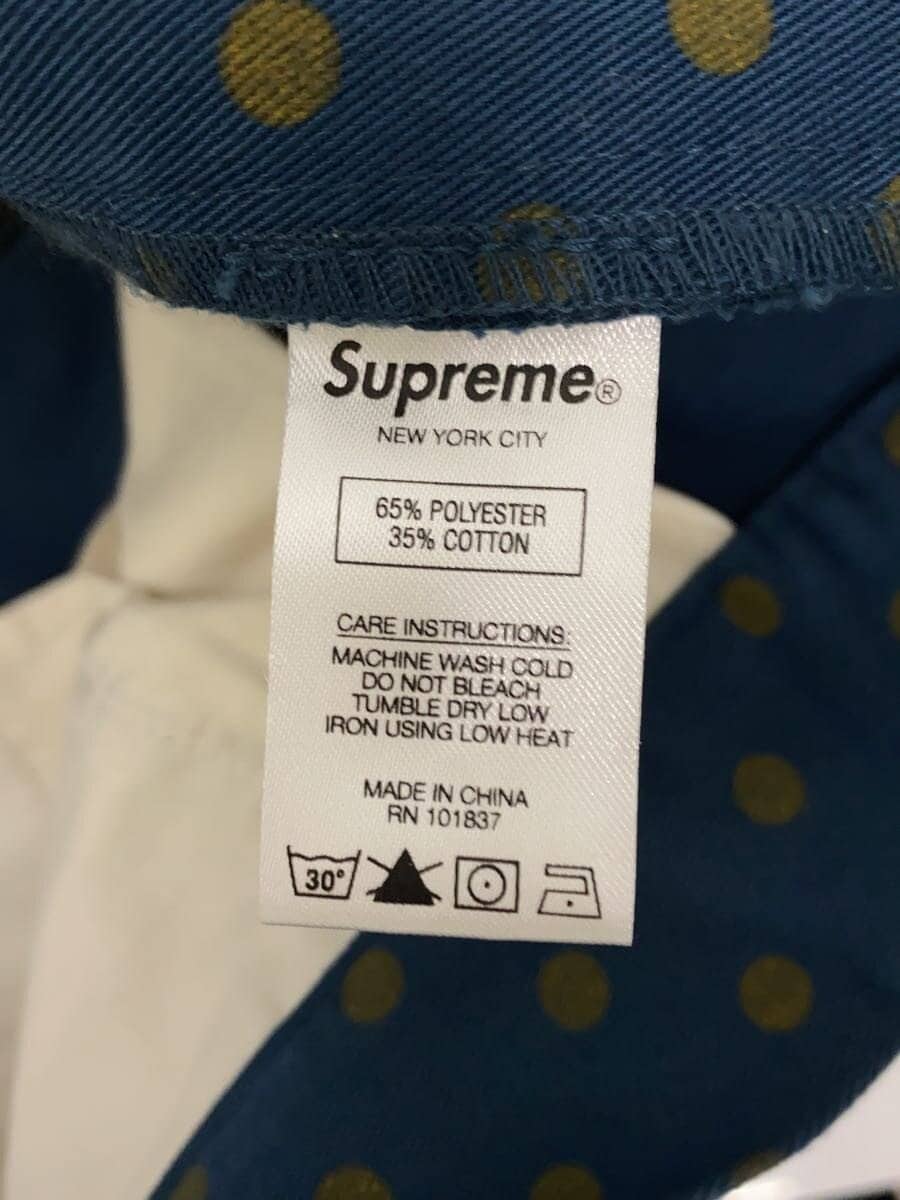 Supreme®
NEW YORK CITY
65% POLYESTER
35% COTTON
CARE INSTRUCTIONS:
MACHINE WASH COLD
DO NOT BLEACH
TUMBLE DRY LOW
IRON USING LOW HEAT
MADE IN CHINA
RN 101837
30°